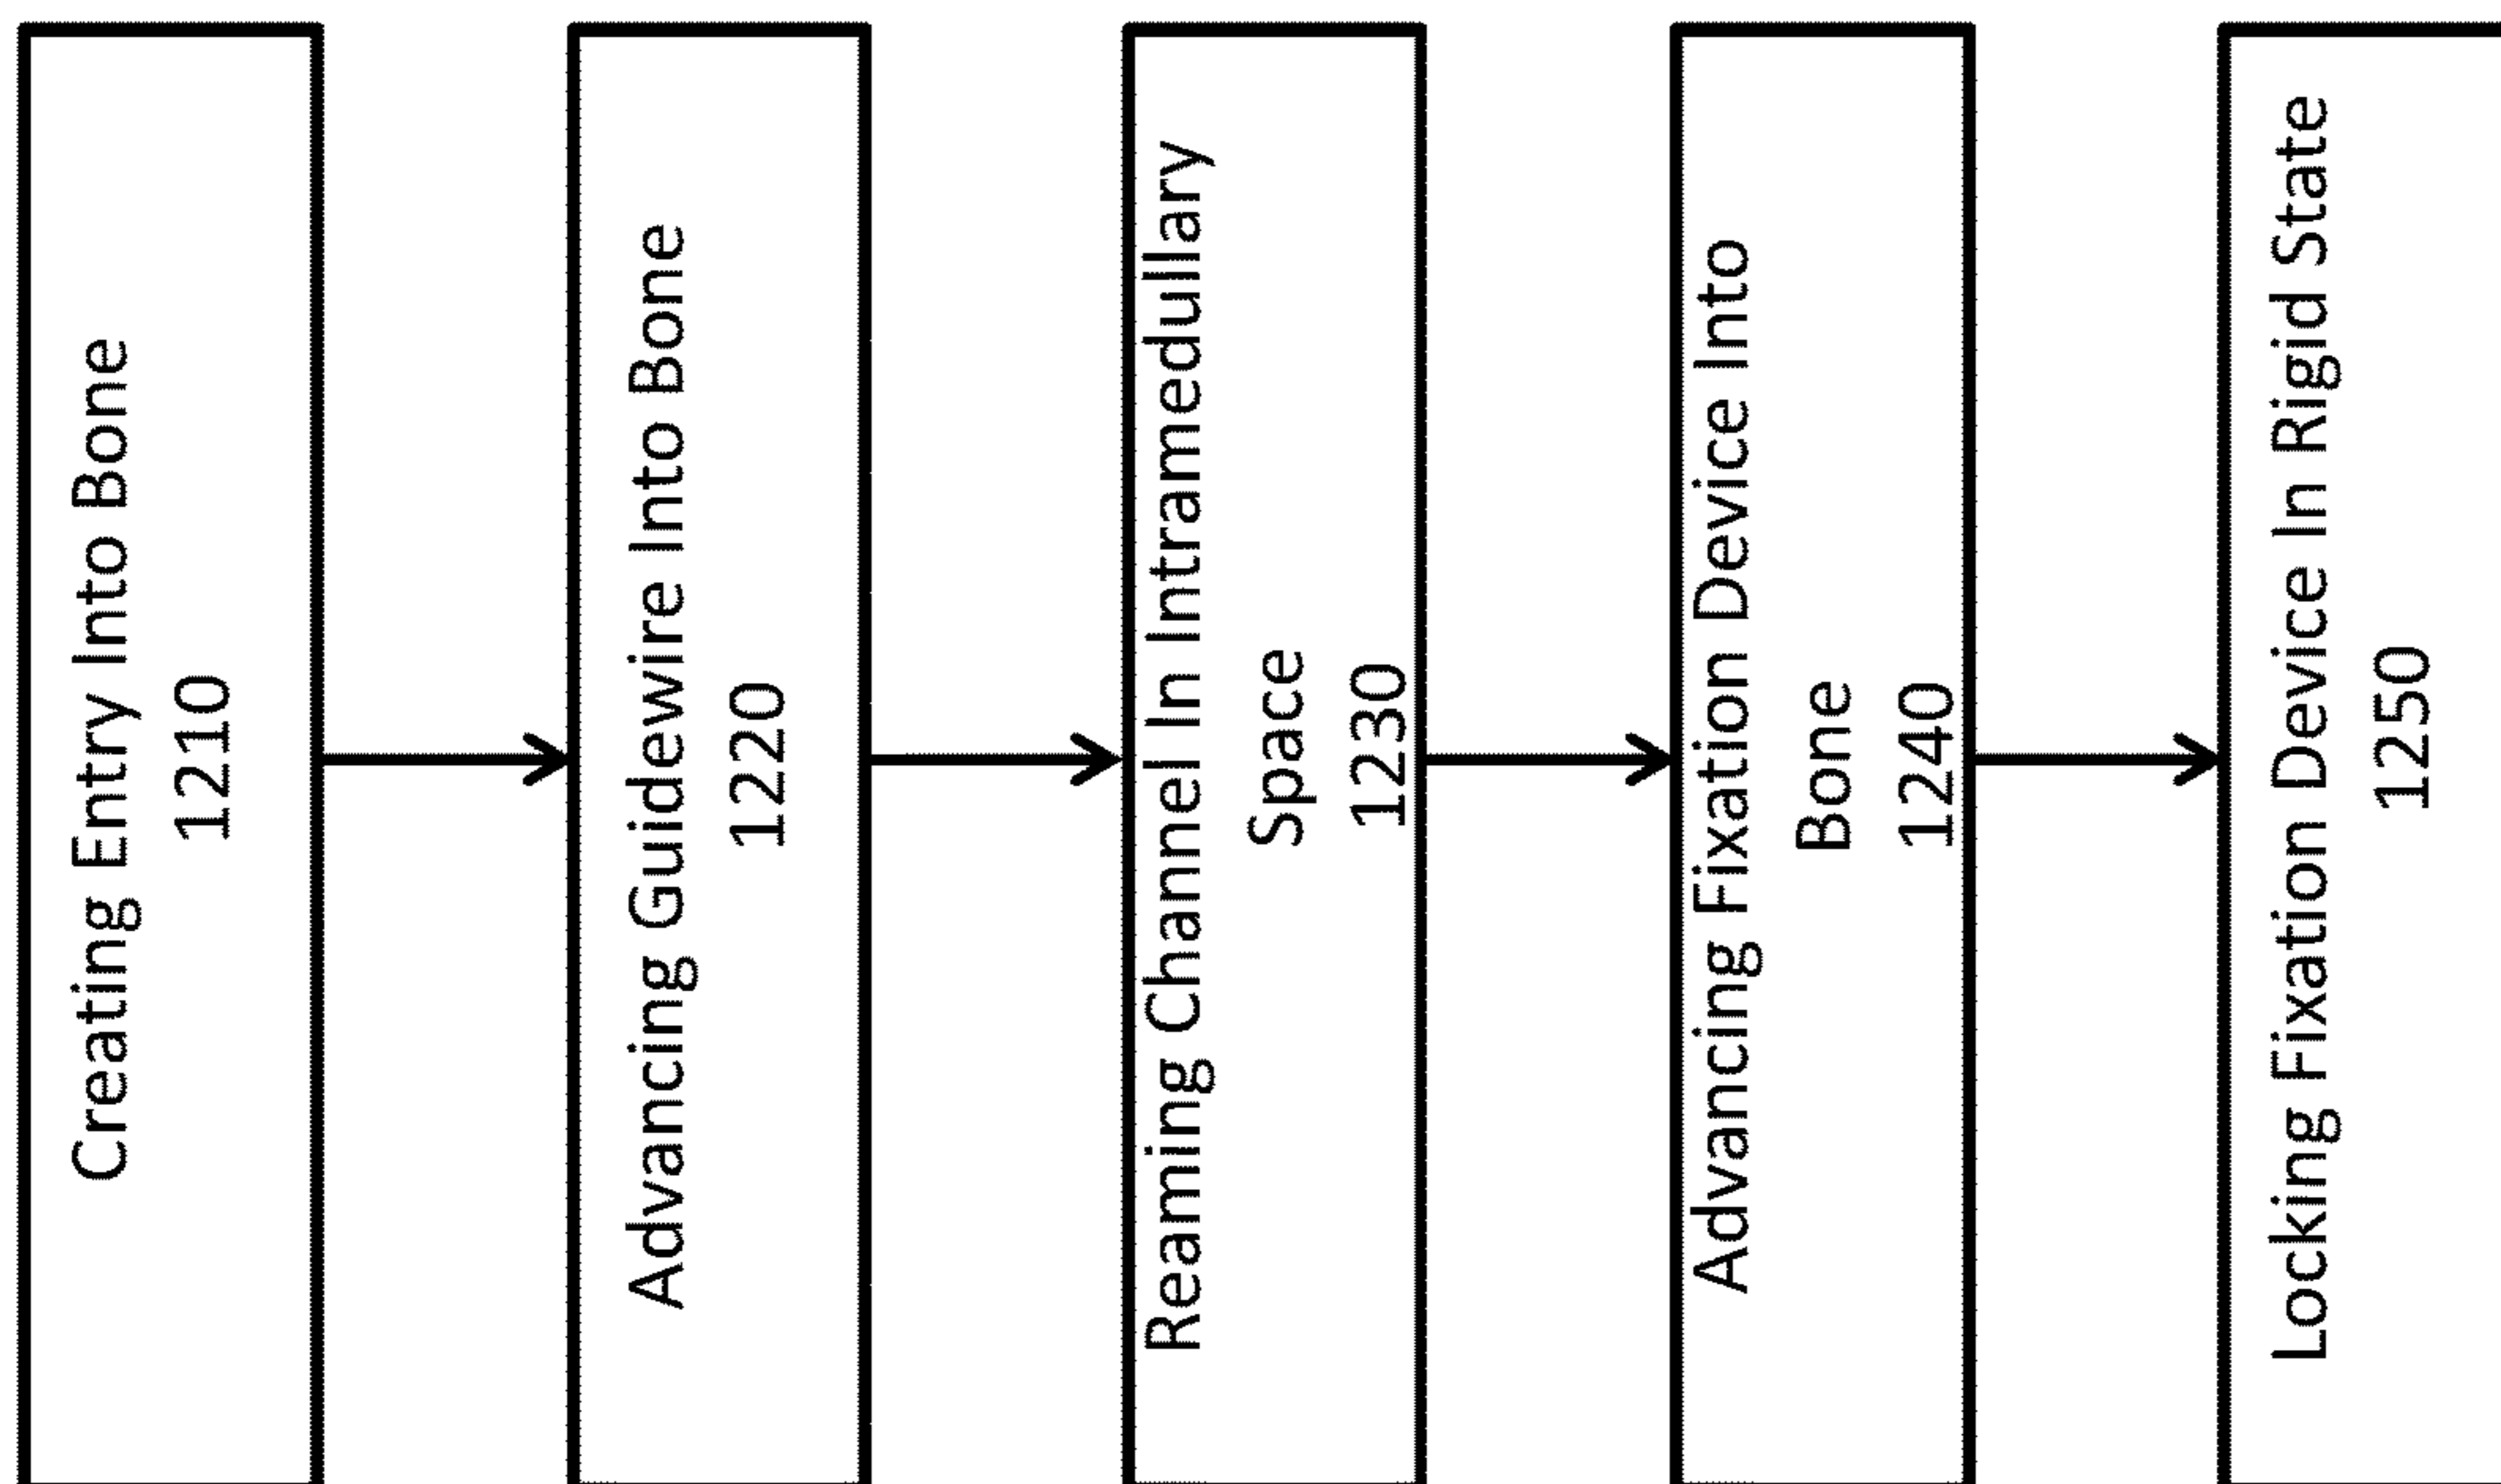 Creating Entry Into Bone
1210
Advancing Guidewire Into Bone
1220
Reaming Channel In Intramedullary
Space
1230
Advancing Fixation Device Into
Bone
1240
Locking Fixation Device In Rigid State
1250